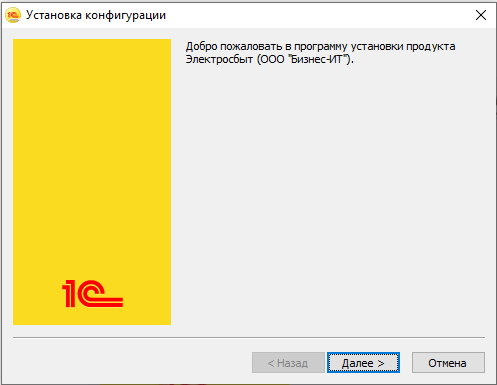 Установка конфигурации
Добро пожаловать в программу установки продукта
Электросбыт (ООО "Бизнес-ИТ").
1С
< Назад
Далее >
Отмена